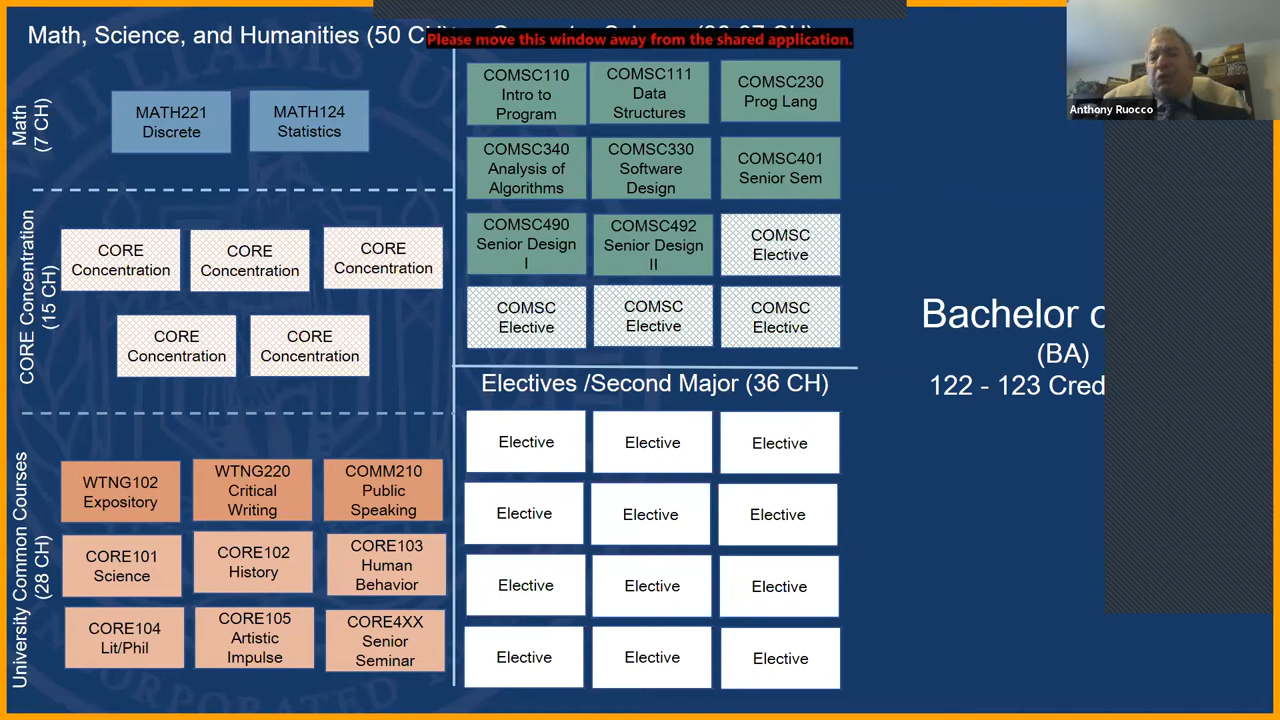 Math, Science, and Humanities (50 C
Please move this window away from the shared application.
Anthony Ruocco
Math
(7 CH)
MATH221
Discrete
MATH124
Statistics
CORE Concentration
(15 CH)
CORE
Concentration
CORE
Concentration
CORE
Concentration
CORE
Concentration
CORE
Concentration
University Common Courses
(28 CH)
WTNG102
Expository
WTNG220
Critical
Writing
COMM210
Public
Speaking
CORE101
Science
CORE102
History
CORE103
Human
Behavior
CORE104
Lit/Phil
CORE105
Artistic
Impulse
CORE4XX
Senior
Seminar
COMSC110
Intro to
Program
COMSC111
Data
Structures
COMSC230
Prog Lang
COMSC340
Analysis of
Algorithms
COMSC330
Software
Design
COMSC401
Senior Sem
COMSC490
Senior Design
I
COMSC492
Senior Design
II
COMSC
Elective
COMSC
Elective
COMSC
Elective
COMSC
Elective
Electives /Second Major (36 CH)
Elective
Elective
Elective
Elective
Elective
Elective
Elective
Elective
Elective
Elective
Elective
Elective
Bachelor
(BA)
122 - 123 Cred